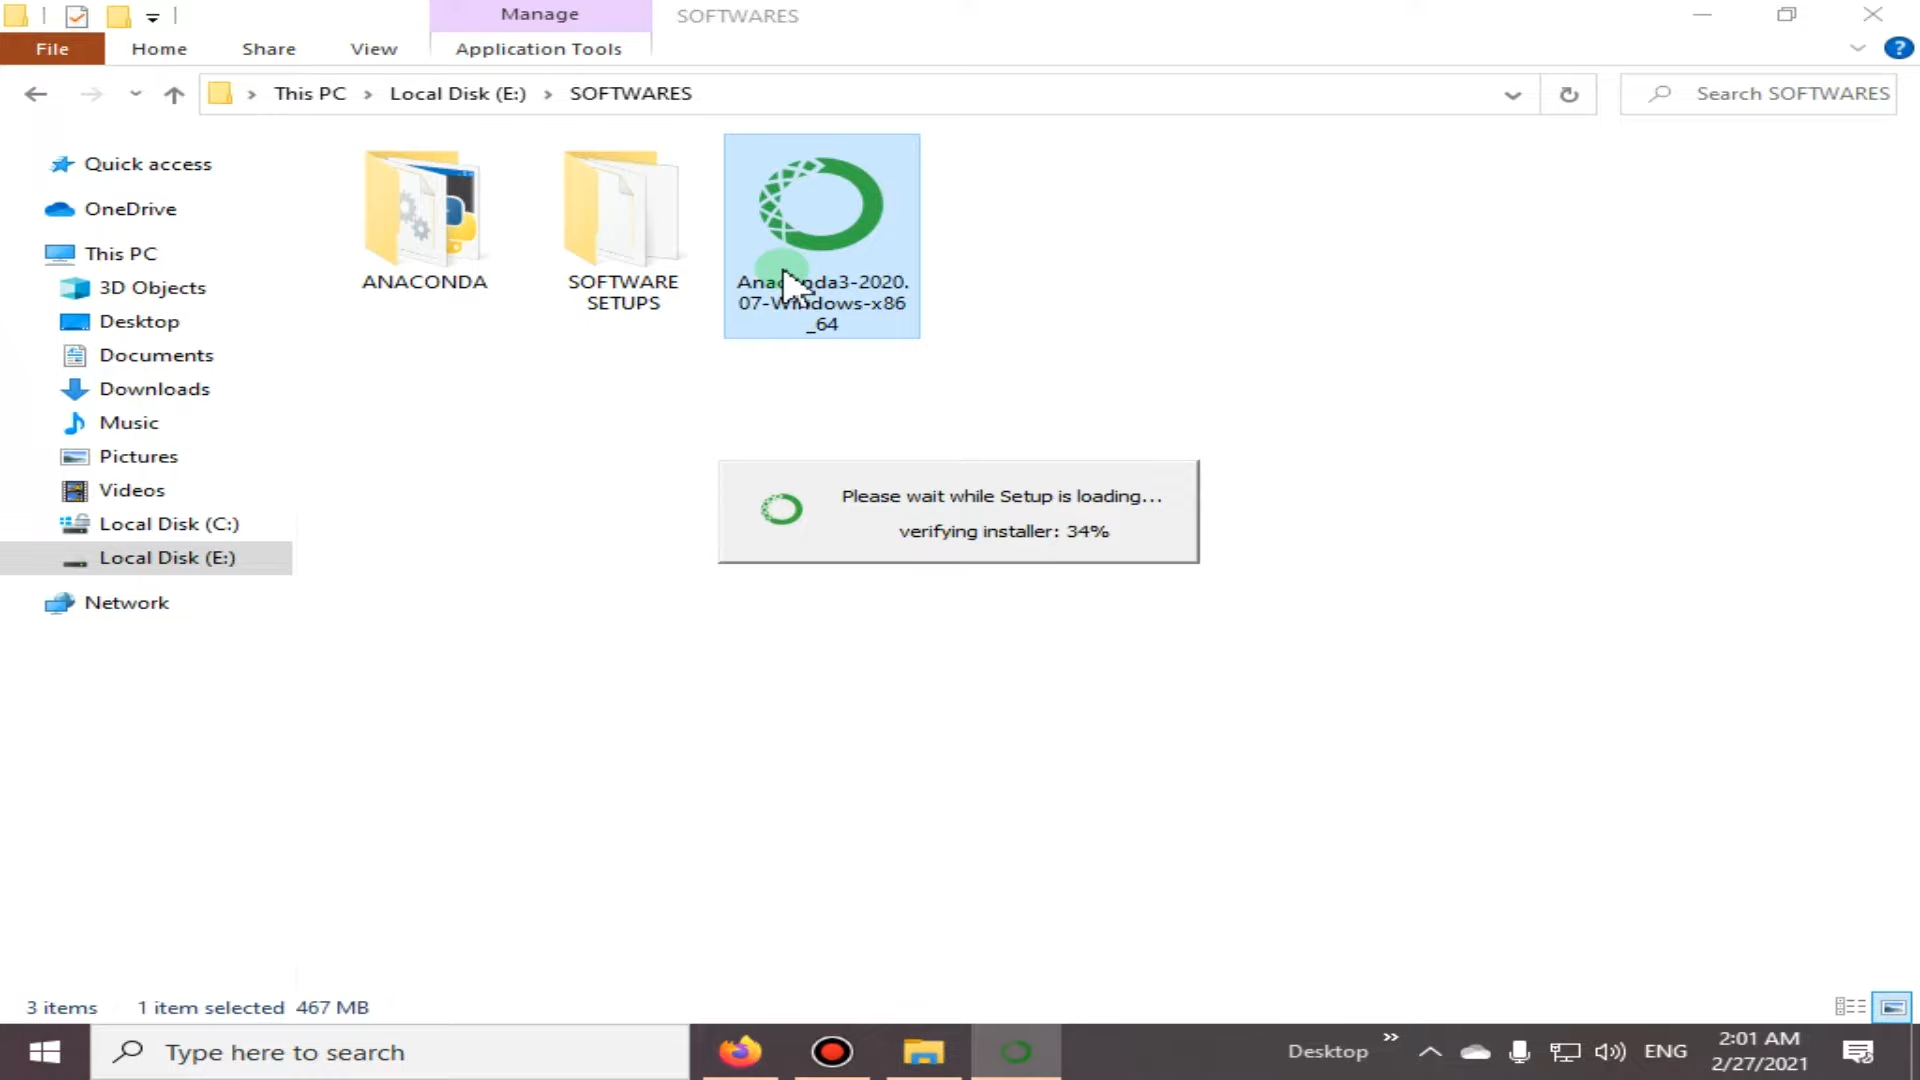 Manage
SOFTWARES
File
Home
Share
View
Application Tools
This PC
Local Disk (E:)
SOFTWARES
Search SOFTWARES
Quick access
OneDrive
This PC
3D Objects
Desktop
Documents
Downloads
Music
Pictures
Videos
Local Disk (C:)
Local Disk (E:)
Network
ANACONDA
SOFTWARE
SETUPS
Anaconda3-2020.
07-Windows-x86
_64
Please wait while Setup is loading...
verifying installer: 34%
3 items
1 item selected 467 MB
Type here to search
Desktop
ENG
2:01 AM
2/27/2021